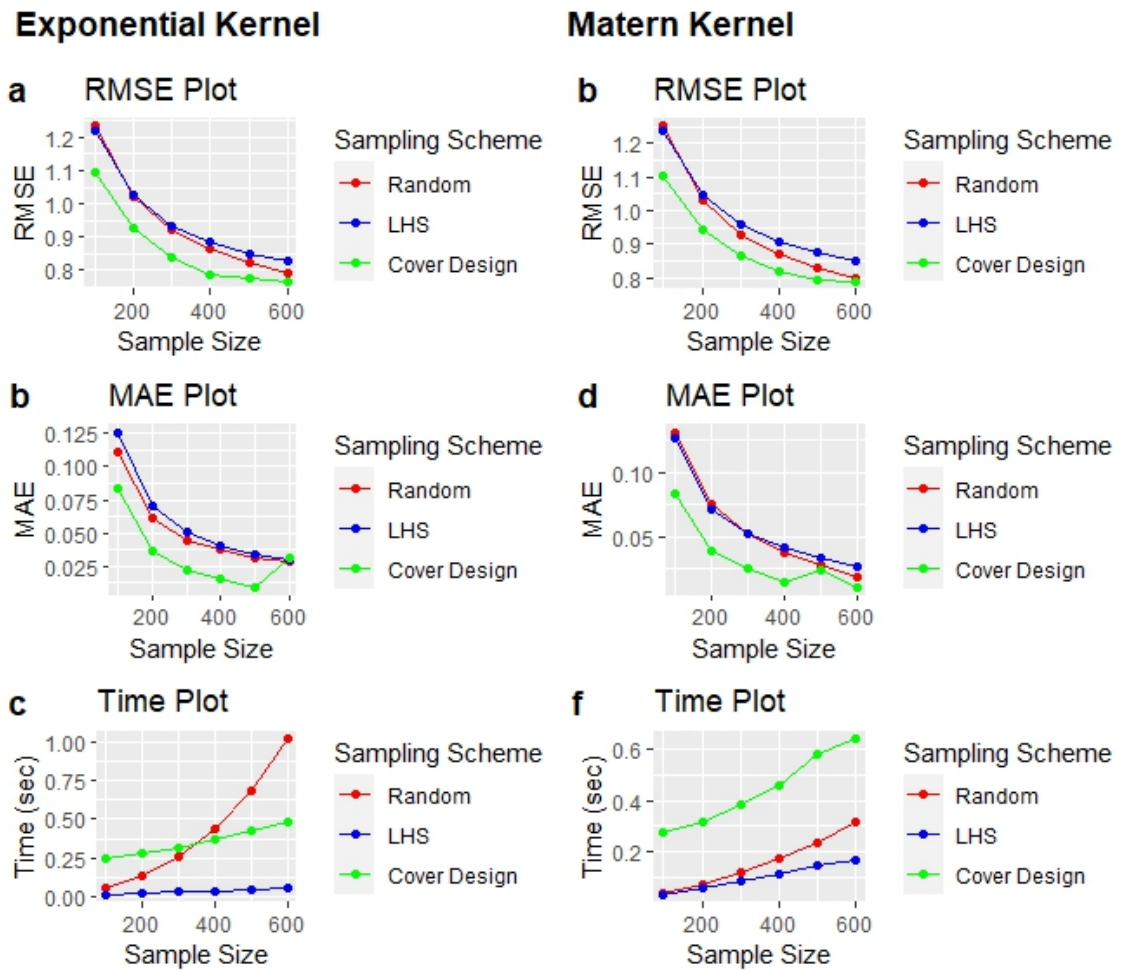 Exponential Kernel
Matern Kernel
a
RMSE Plot
RMSE
1.2
1.1
1.0
0.9
0.8
200
400
600
Sample Size
Sampling Scheme
Random
LHS
Cover Design
b
RMSE Plot
RMSE
1.2
1.1
1.0
0.9
0.8
200
400
600
Sample Size
Sampling Scheme
Random
LHS
Cover Design
b
MAE Plot
MAE
0.125
0.100
0.075
0.050
0.025
200
400
600
Sample Size
Sampling Scheme
Random
LHS
Cover Design
d
MAE Plot
MAE
0.10
0.05
200
400
600
Sample Size
Sampling Scheme
Random
LHS
Cover Design
c
Time Plot
Time (sec)
1.00
0.75
0.50
0.25
0.00
200
400
600
Sample Size
Sampling Scheme
Random
LHS
Cover Design
f
Time Plot
Time (sec)
0.6
0.4
0.2
200
400
600
Sample Size
Sampling Scheme
Random
LHS
Cover Design